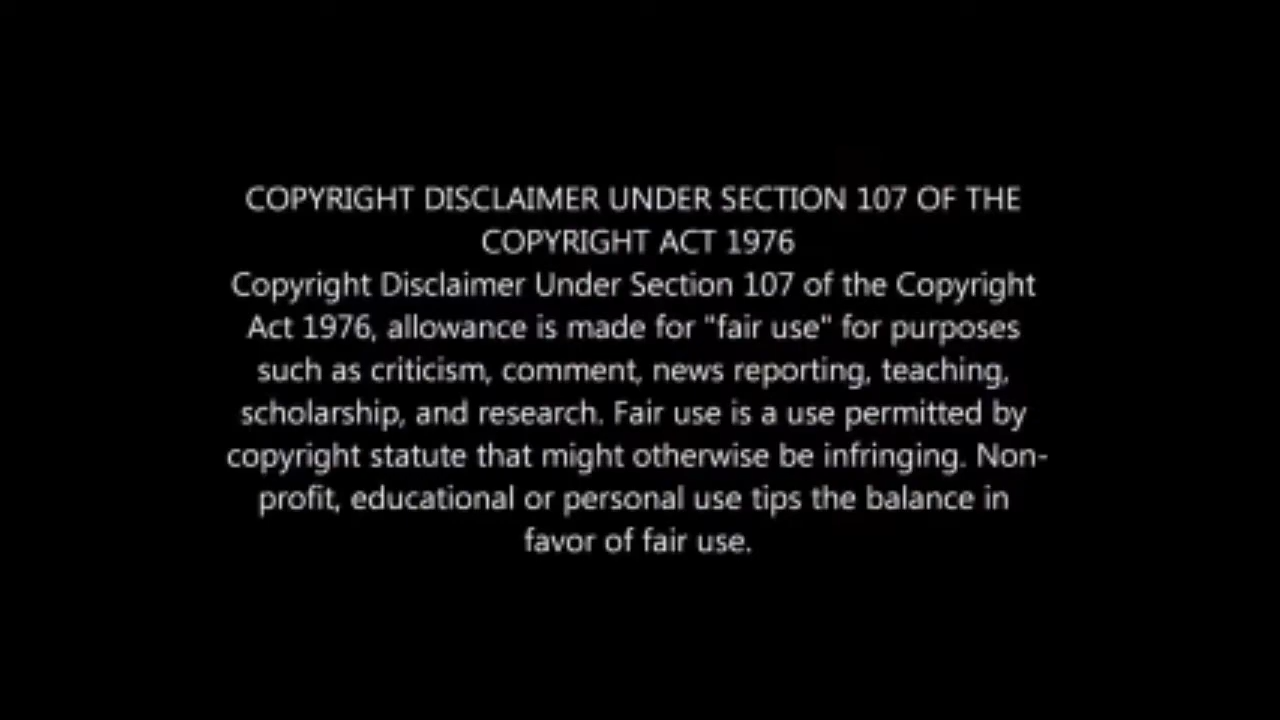 COPYRIGHT DISCLAIMER UNDER SECTION 107 OF THE
COPYRIGHT ACT 1976
Copyright Disclaimer Under Section 107 of the Copyright
Act 1976, allowance is made for "fair use" for purposes
such as criticism, comment, news reporting, teaching,
scholarship, and research. Fair use is a use permitted by
copyright statute that might otherwise be infringing. Non-
profit, educational or personal use tips the balance in
favor of fair use.